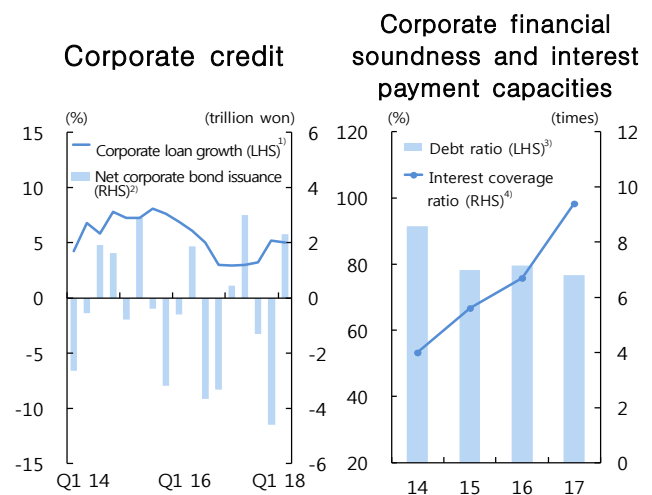 Corporate credit
(%) (trillion won)
15 6
Corporate loan growth (LHS)1)
Net corporate bond issuance
(RHS)2)
10 4
5 2
0 0
-5 -2
-10 -4
-15 -6
Q1 14 Q1 16 Q1 18
Corporate financial
soundness and interest
payment capacities
(%) (times)
120 12
Debt ratio (LHS)3)
Interest coverage
ratio (RHS)4)
100 10
8
80
6
60
4
40 2
20 0
14 15 16 17